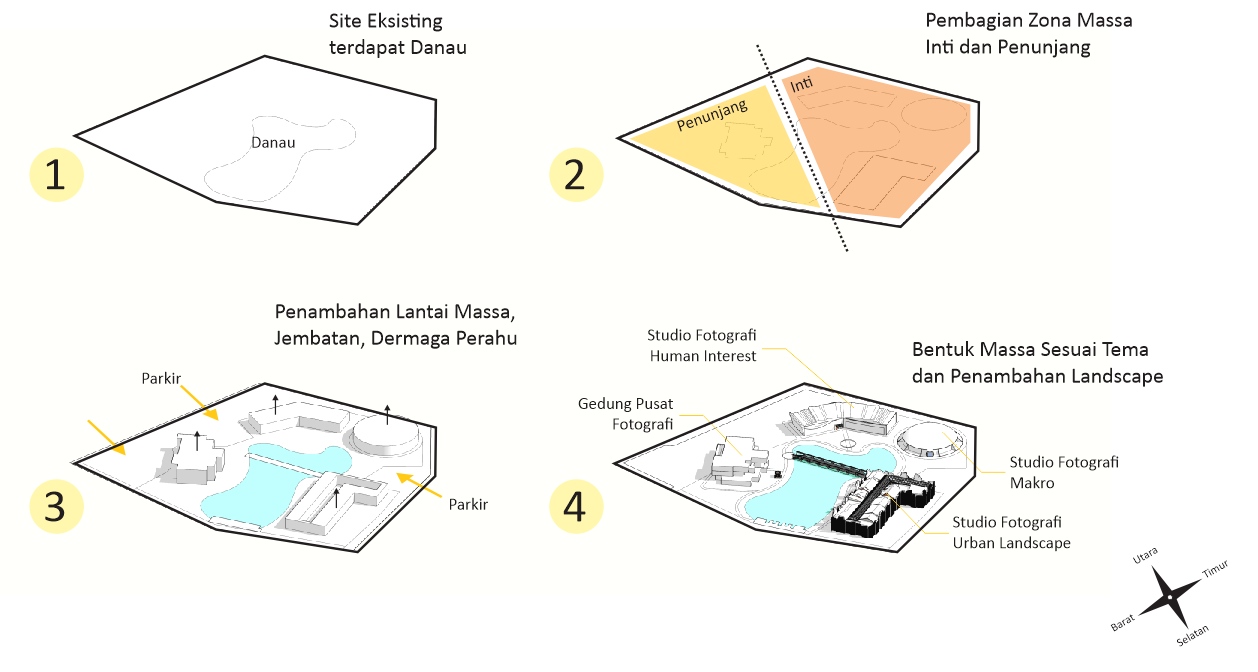 Site Eksisting
terdapat Danau
Danau
1
Pembagian Zona Massa
Inti dan Penunjang
Penunjang
Inti
2
Penambahan Lantai Massa,
Jembatan, Dermaga Perahu
Parkir
Parkir
3
Bentuk Massa Sesuai Tema
dan Penambahan Landscape
Studio Fotografi
Human Interest
Gedung Pusat
Fotografi
Studio Fotografi
Makro
Studio Fotografi
Urban Landscape
4
Utara
Timur
Barat
Selatan